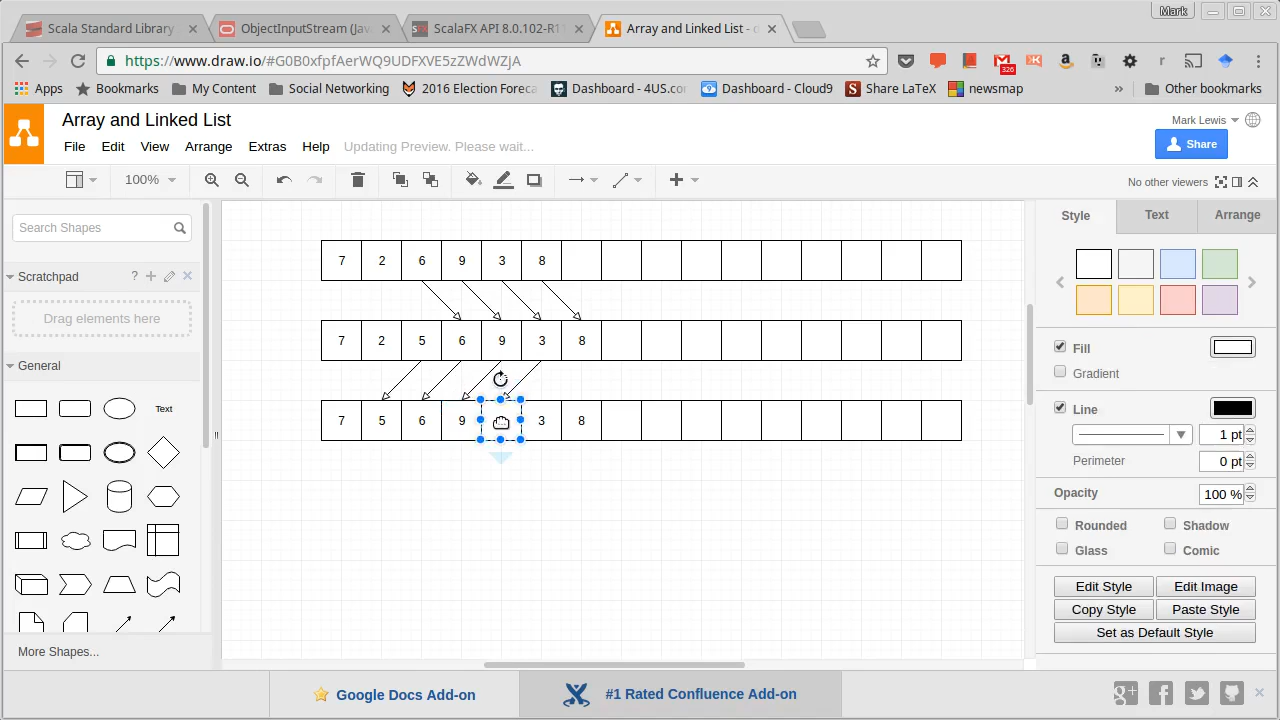 Mark
Scala Standard Library
ObjectInputStream (Jav
ScalaFX API 8.0.102-R1
Array and Linked List - d
https://www.draw.io/#G0B0xfpfAerWQ9UDFXVE5zZWdWZjA
326
Apps
Bookmarks
My Content
Social Networking
2016 Election Foreca
Dashboard - 4US.co
Dashboard - Cloud9
Share LaTeX
newsmap
»
Other bookmarks
Array and Linked List
Mark Lewis
File Edit View Arrange Extras Help Updating Preview. Please wait...
Share
100%
No other viewers
Search Shapes
Scratchpad
?
Drag elements here
General
Text
More Shapes...
7 2 6 9 3 8
7 2 5 6 9 3 8
7 5 6 9 3 8
Style Text Arrange
Fill
Gradient
Line
1 pt
Perimeter 0 pt
Opacity 100 %
Rounded Shadow
Glass Comic
Edit Style Edit Image
Copy Style Paste Style
Set as Default Style
Google Docs Add-on
#1 Rated Confluence Add-on